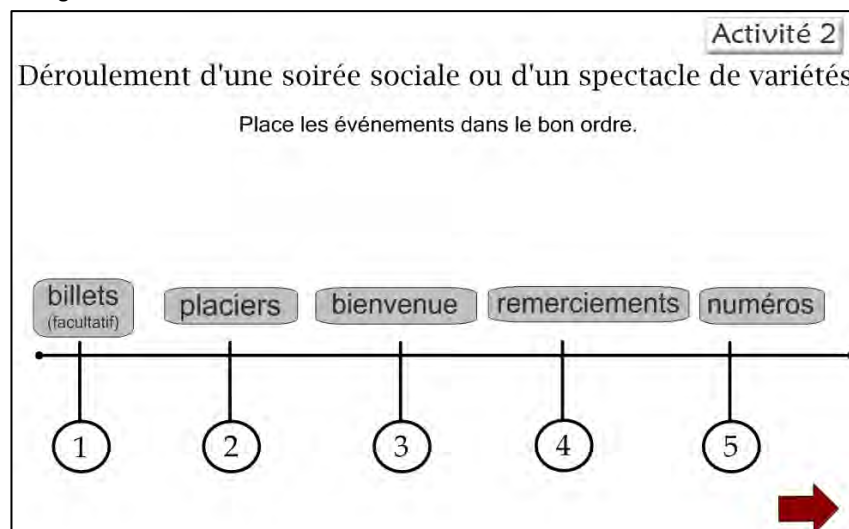 Activité 2
Déroulement d'une soirée sociale ou d'un spectacle de variétés
Place les événements dans le bon ordre.
billets
(facultatif)
placiers
bienvenue
remerciements
numéros
1
2
3
4
5